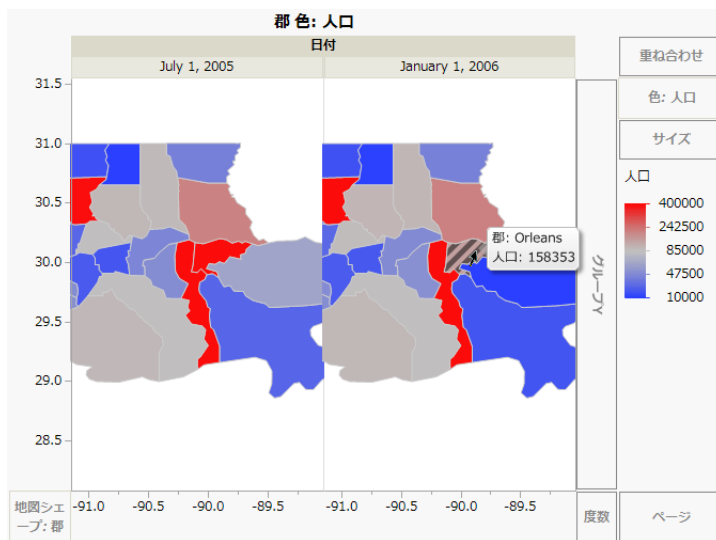 郡 色: 人口
日付
July 1, 2005
January 1, 2006
重ね合わせ
色: 人口
サイズ
人口
400000
242500
85000
47500
10000
31.5
31.0
30.5
30.0
29.5
29.0
28.5
郡: Orleans
人口: 158353
グループY
地図シェ
ープ: 郡
-91.0 -90.5 -90.0 -89.5
-91.0 -90.5 -90.0 -89.5
度数
ページ